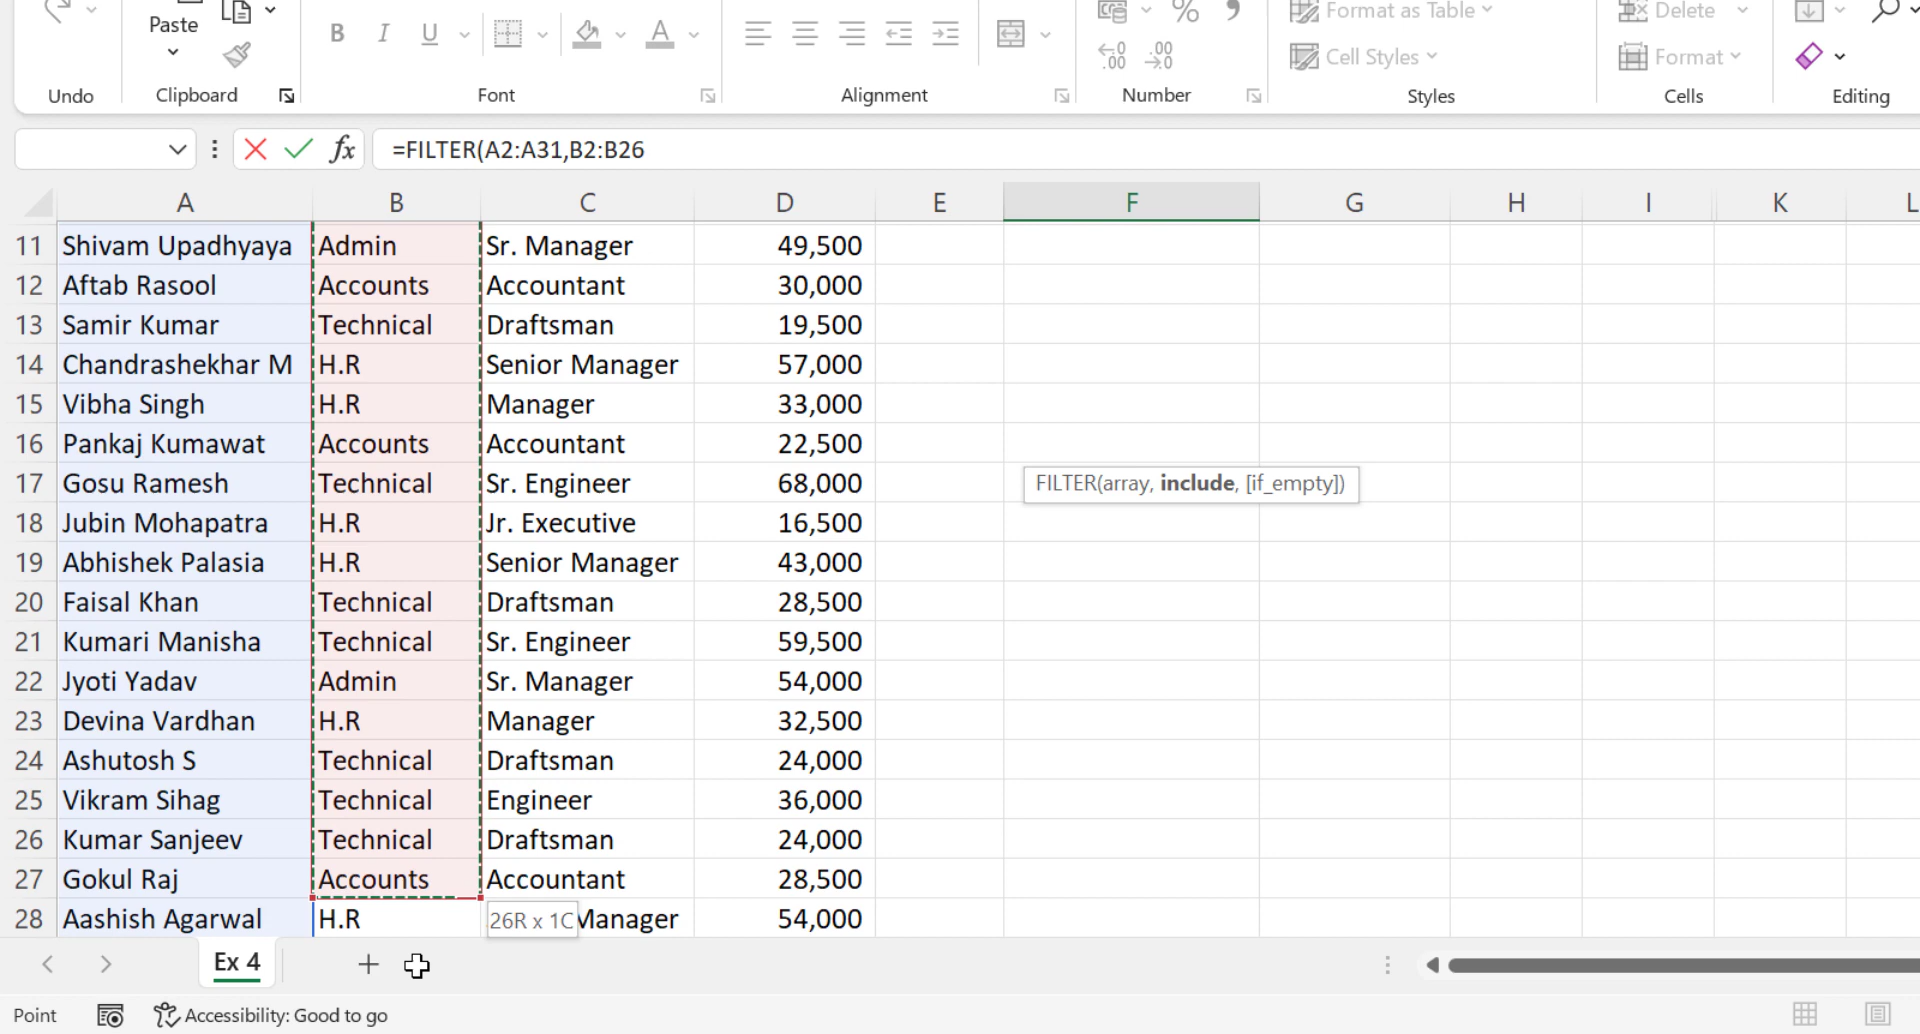 Paste
Format as Table
Delete
B I U A
% 9
.00 .00
Cell Styles
Format
Undo
Clipboard
Font
Alignment
Number
Styles
Cells
Editing
fx =FILTER(A2:A31,B2:B26
A B C D E F G H I K L
11 Shivam Upadhyaya Admin Sr. Manager 49,500
12 Aftab Rasool Accounts Accountant 30,000
13 Samir Kumar Technical Draftsman 19,500
14 Chandrashekhar M H.R Senior Manager 57,000
15 Vibha Singh H.R Manager 33,000
16 Pankaj Kumawat Accounts Accountant 22,500
17 Gosu Ramesh Technical Sr. Engineer 68,000 FILTER(array, include, [if_empty])
18 Jubin Mohapatra H.R Jr. Executive 16,500
19 Abhishek Palasia H.R Senior Manager 43,000
20 Faisal Khan Technical Draftsman 28,500
21 Kumari Manisha Technical Sr. Engineer 59,500
22 Jyoti Yadav Admin Sr. Manager 54,000
23 Devina Vardhan H.R Manager 32,500
24 Ashutosh S Technical Draftsman 24,000
25 Vikram Sihag Technical Engineer 36,000
26 Kumar Sanjeev Technical Draftsman 24,000
27 Gokul Raj Accounts Accountant 28,500
28 Aashish Agarwal H.R 26R x 1C Manager 54,000
Ex 4
Point Accessibility: Good to go